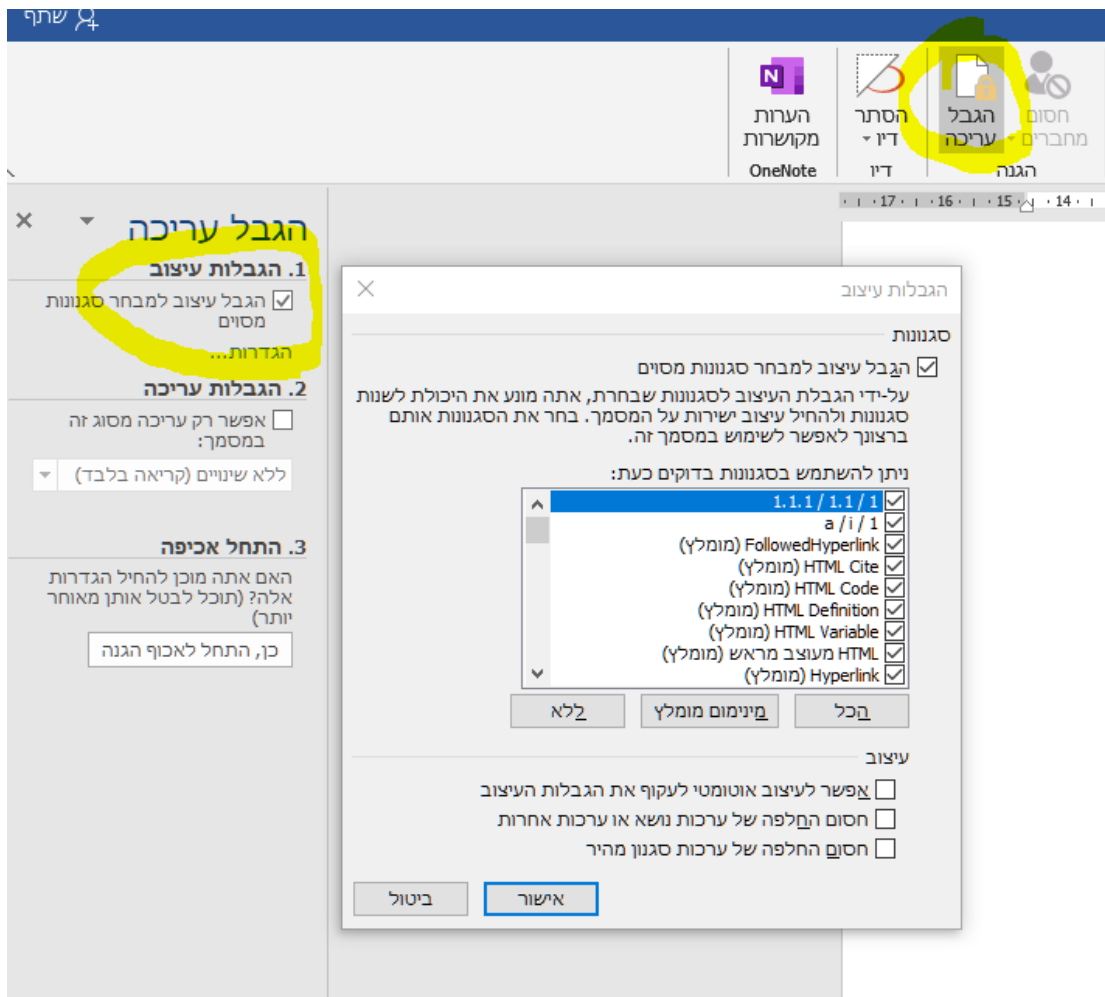 שתף
חסום
מחברים
הגבל
עריכה
הגנה
הסתר
דיו
דיו
הערות
מקושרות
OneNote
17 · 16 · 15 · 14
הגבל עריכה
1. הגבלות עיצוב
הגבל עיצוב למבחר סגנונות
מסוים
הגדרות...
2. הגבלות עריכה
אפשר רק עריכה מסוג זה
במסמך:
ללא שינויים (קריאה בלבד)
3. התחל אכיפה
האם אתה מוכן להחיל הגדרות
אלה? (תוכל לבטל אותן מאוחר
יותר)
כן, התחל לאכוף הגנה
הגבלות עיצוב
סגנונות
הגבל עיצוב למבחר סגנונות מסוים
על-ידי הגבלת העיצוב לסגנונות שבחרת, אתה מונע את היכולת לשנות
סגנונות ולהחיל עיצוב ישירות על המסמך. בחר את הסגנונות אותם
ברצונך לאפשר לשימוש במסמך זה.
ניתן להשתמש בסגנונות בדוקים כעת:
1 / 1.1 / 1.1.1
1 / a / i
FollowedHyperlink (מומלץ)
HTML Cite (מומלץ)
HTML Code (מומלץ)
HTML Definition (מומלץ)
HTML Variable (מומלץ)
HTML מעוצב מראש (מומלץ)
Hyperlink (מומלץ)
הכל
מינימום מומלץ
ללא
עיצוב
אפשר לעיצוב אוטומטי לעקוף את הגבלות העיצוב
חסום החלפה של ערכות נושא או ערכות אחרות
חסום החלפה של ערכות סגנון מהיר
אישור
ביטול